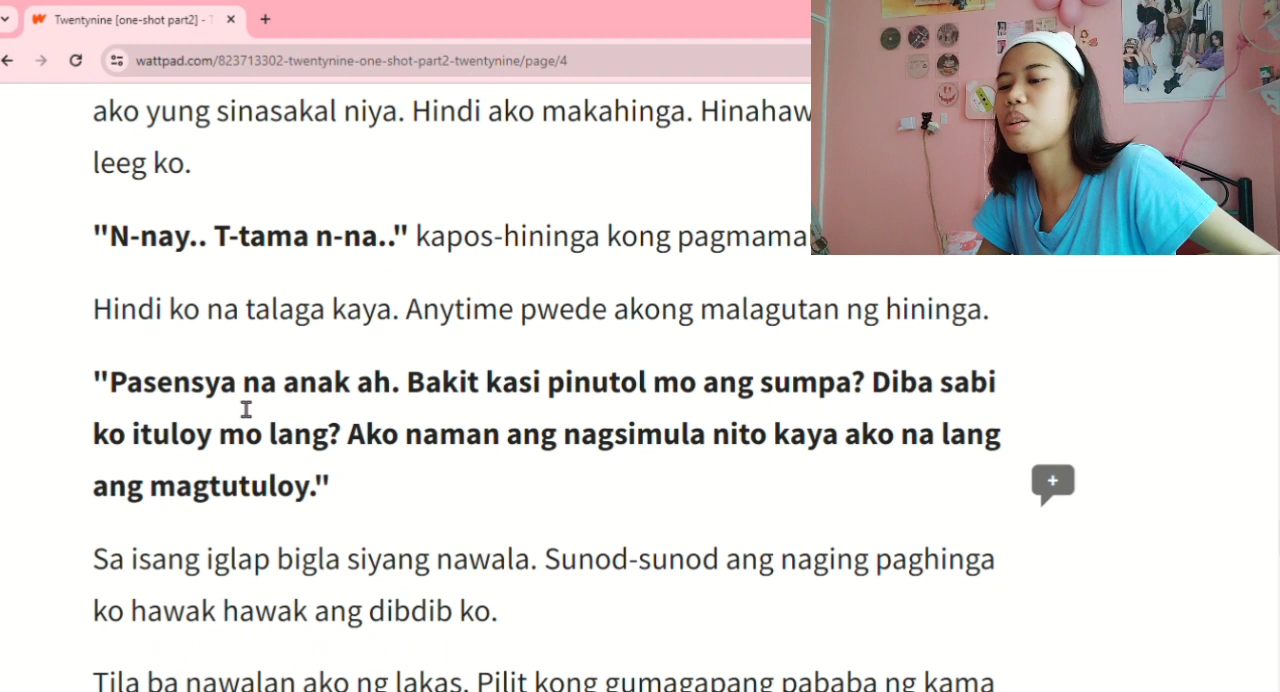 Twentynine [one-shot part2] -
wattpad.com/823713302-twentynine-one-shot-part2-twentynine/page/4
ako yung sinasakal niya. Hindi ako makahinga. Hinahaw
leeg ko.
"N-nay.. T-tama n-na.." kapos-hininga kong pagmama
Hindi ko na talaga kaya. Anytime pwede akong malagutan ng hininga.
"Pasensya na anak ah. Bakit kasi pinutol mo ang sumpa? Diba sabi
ko ituloy mo lang? Ako naman ang nagsimula nito kaya ako na lang
ang magtutuloy."
Sa isang iglap bigla siyang nawala. Sunod-sunod ang naging paghinga
ko hawak hawak ang dibdib ko.
Tila ba nawalan ako ng lakas. Pilit kong gumagapang pababa ng kama